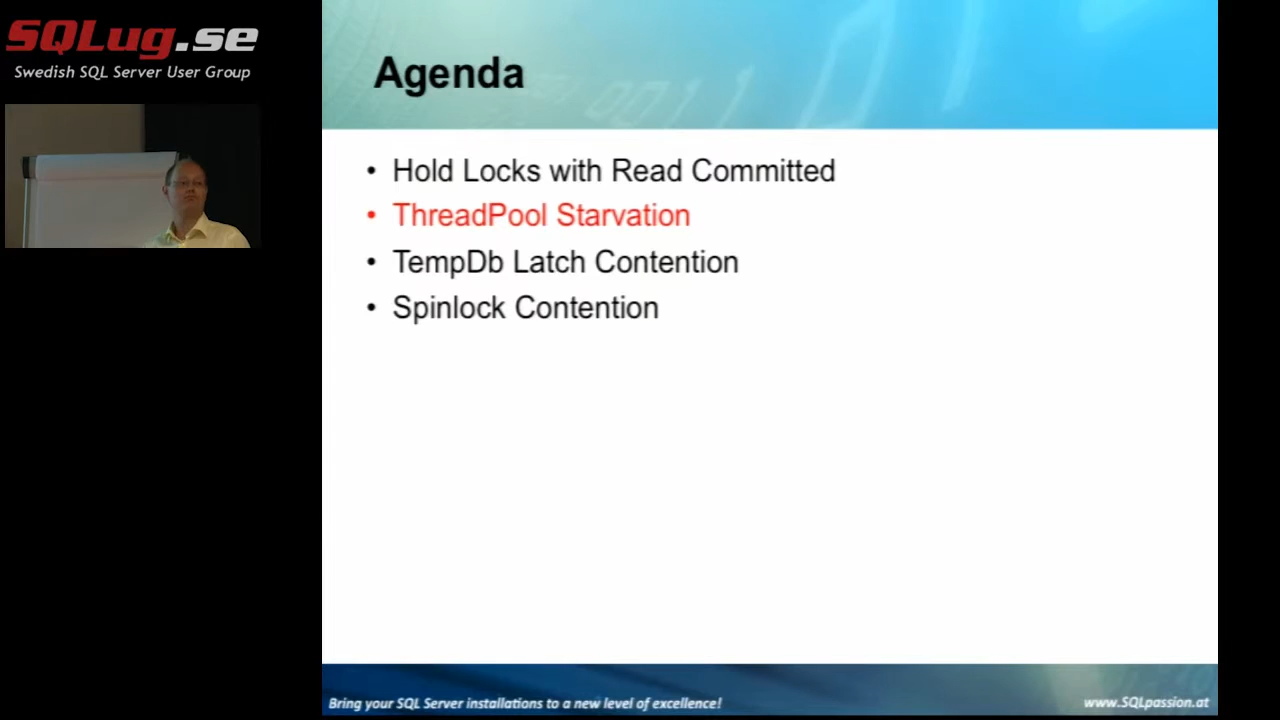 SQLug.se
Swedish SQL Server User Group
Agenda
• Hold Locks with Read Committed
• ThreadPool Starvation
• TempDb Latch Contention
• Spinlock Contention
Bring your SQL Server installations to a new level of excellence!
www.SQLpassion.at